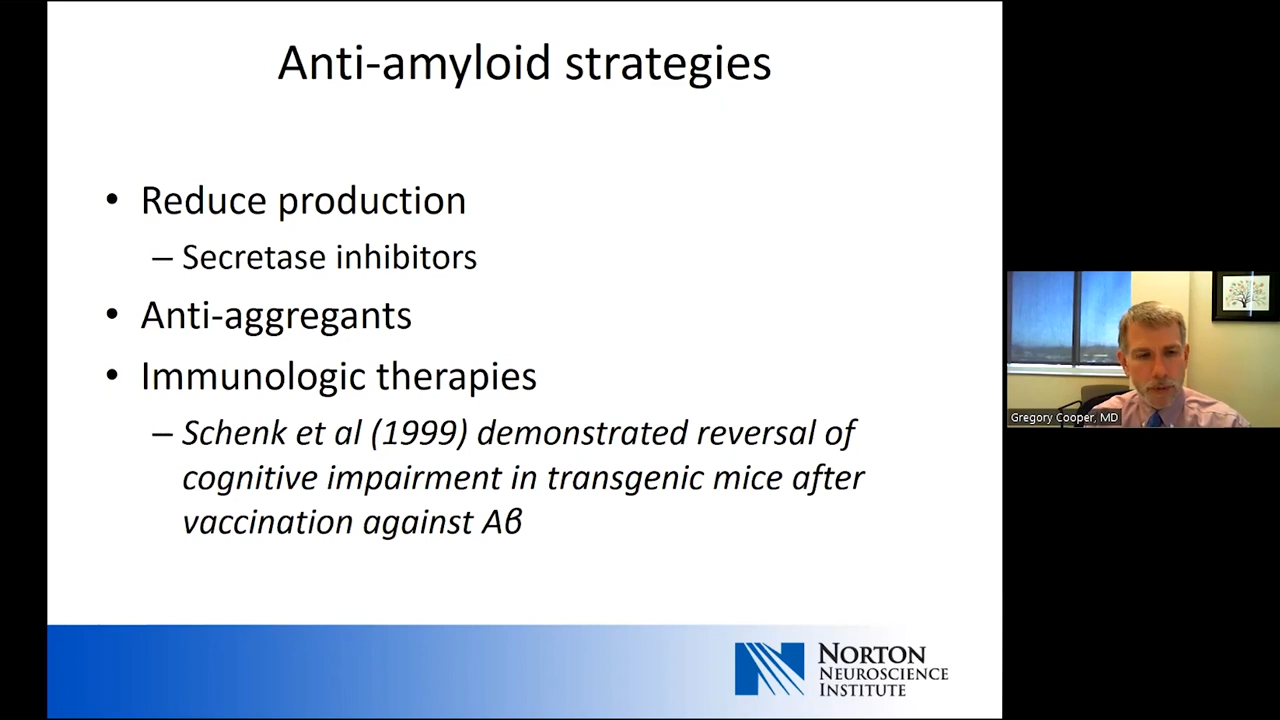 Anti-amyloid strategies
• Reduce production
– Secretase inhibitors
• Anti-aggregants
• Immunologic therapies
– Schenk et al (1999) demonstrated reversal of
cognitive impairment in transgenic mice after
vaccination against Aβ
Gregory Cooper, MD
NORTON
NEUROSCIENCE
INSTITUTE